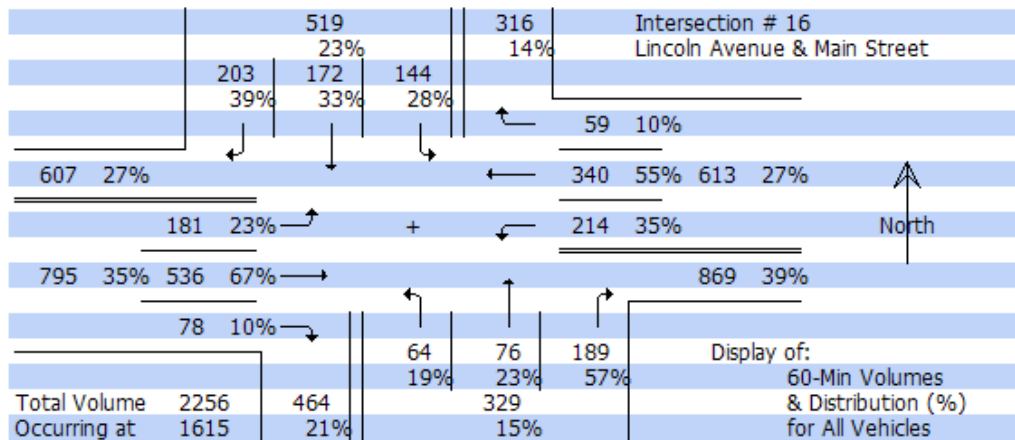 519 316 Intersection # 16
23% 14% Lincoln Avenue & Main Street
203 172 144
39% 33% 28%
59 10%
607 27% 340 55% 613 27%
181 23% + 214 35% North
795 35% 536 67% 869 39%
78 10%
64 76 189 Display of:
19% 23% 57% 60-Min Volumes
Total Volume 2256 464 329 & Distribution (%)
Occurring at 1615 21% 15% for All Vehicles